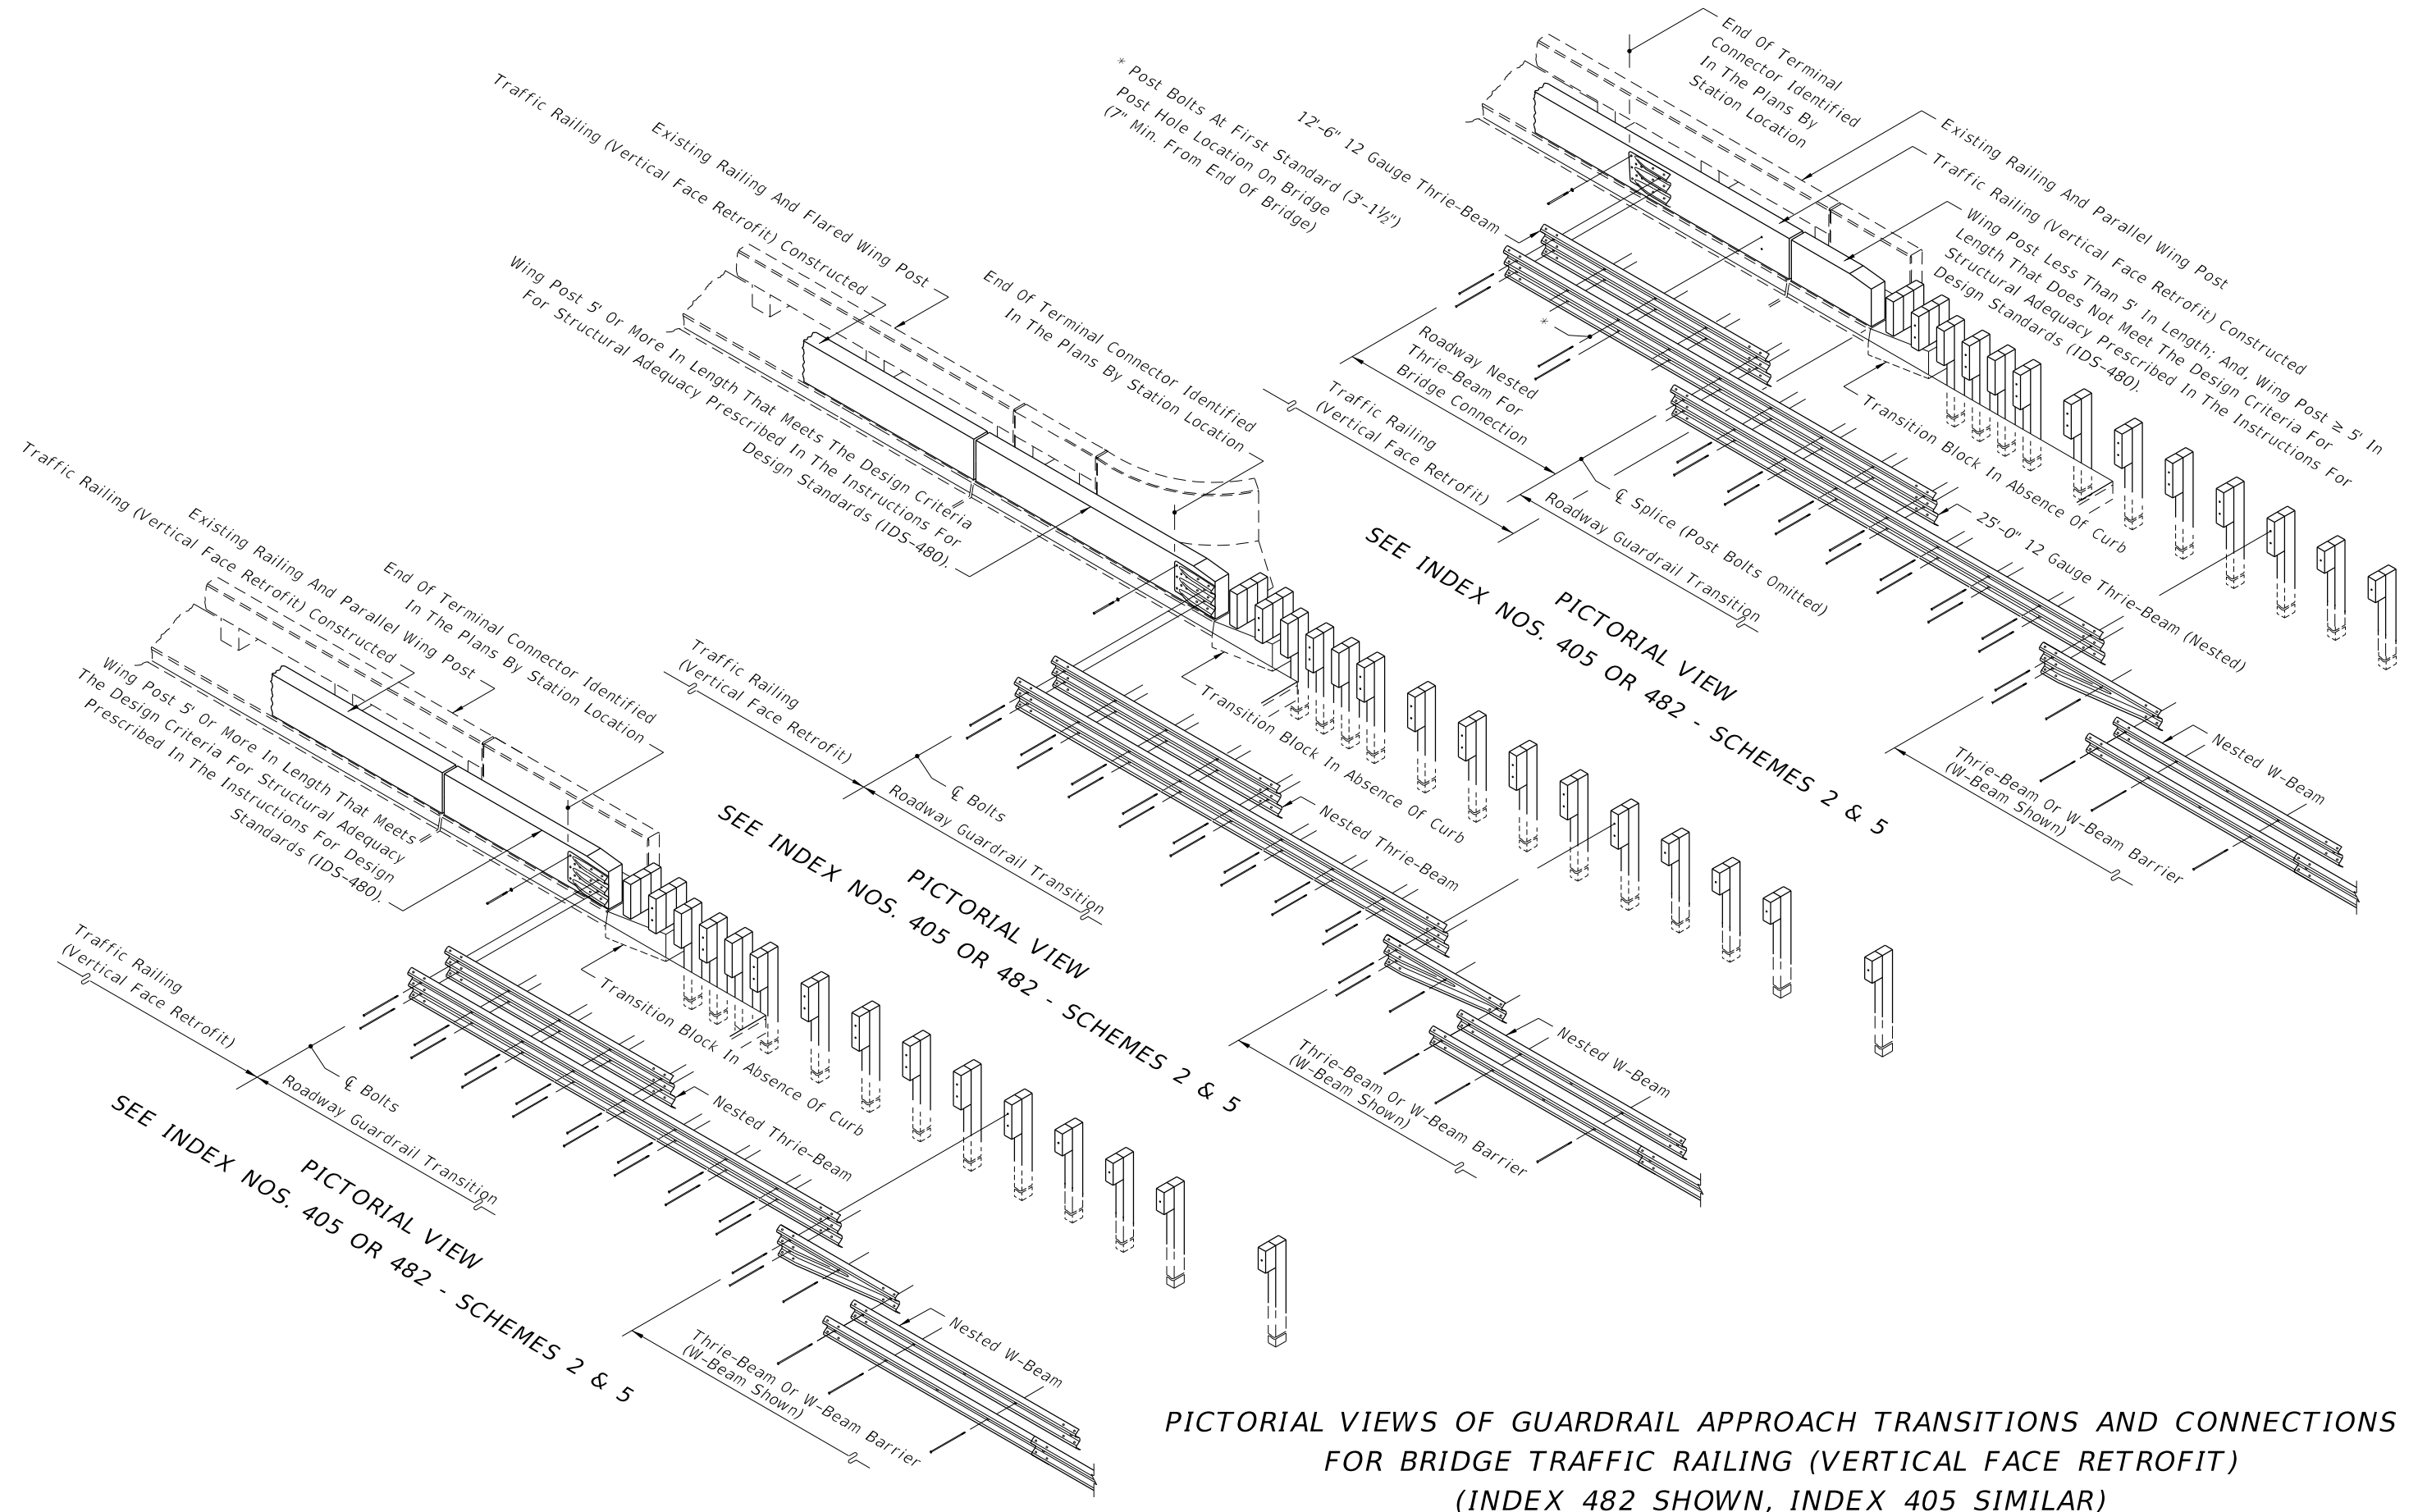 Traffic Railing (Vertical Face Retrofit) Constructed
Existing Railing And Parallel Wing Post
End Of Terminal Connector Identified
In The Plans By Station Location
Wing Post 5' Or More In Length That Meets
The Design Criteria For Structural Adequacy
Prescribed In The Instructions For Design
Standards (IDS-480).
Traffic Railing
(Vertical Face Retrofit)
℄ Bolts
Roadway Guardrail Transition
Transition Block In Absence Of Curb
Nested Thrie-Beam
Nested W-Beam
Thrie-Beam Or W-Beam Barrier
(W-Beam Shown)
PICTORIAL VIEW
SEE INDEX NOS. 405 OR 482 - SCHEMES 2 & 5
Traffic Railing (Vertical Face Retrofit) Constructed
Existing Railing And Flared Wing Post
End Of Terminal Connector Identified
In The Plans By Station Location
Wing Post 5' Or More In Length That Meets The Design Criteria
For Structural Adequacy Prescribed In The Instructions For
Design Standards (IDS-480).
Traffic Railing
(Vertical Face Retrofit)
℄ Bolts
Roadway Guardrail Transition
Transition Block In Absence Of Curb
Nested Thrie-Beam
Nested W-Beam
Thrie-Beam Or W-Beam Barrier
(W-Beam Shown)
PICTORIAL VIEW
SEE INDEX NOS. 405 OR 482 - SCHEMES 2 & 5
* Post Bolts At First Standard (3'-1½")
Post Hole Location On Bridge
(7" Min. From End Of Bridge)
12'-6" 12 Gauge Thrie-Beam
End Of Terminal
Connector Identified
In The Plans By
Station Location
Existing Railing And Parallel Wing Post
Traffic Railing (Vertical Face Retrofit) Constructed
Wing Post Less Than 5' In Length; And, Wing Post ≥ 5' In
Length That Does Not Meet The Design Criteria For
Structural Adequacy Prescribed In The Instructions For
Design Standards (IDS-480).
*
Roadway Nested
Thrie-Beam For
Bridge Connection
Traffic Railing
(Vertical Face Retrofit)
℄ Splice (Post Bolts Omitted)
Roadway Guardrail Transition
Transition Block In Absence Of Curb
25'-0" 12 Gauge Thrie-Beam (Nested)
Nested W-Beam
Thrie-Beam Or W-Beam Barrier
(W-Beam Shown)
PICTORIAL VIEW
SEE INDEX NOS. 405 OR 482 - SCHEMES 2 & 5
PICTORIAL VIEWS OF GUARDRAIL APPROACH TRANSITIONS AND CONNECTIONS
FOR BRIDGE TRAFFIC RAILING (VERTICAL FACE RETROFIT)
(INDEX 482 SHOWN, INDEX 405 SIMILAR)